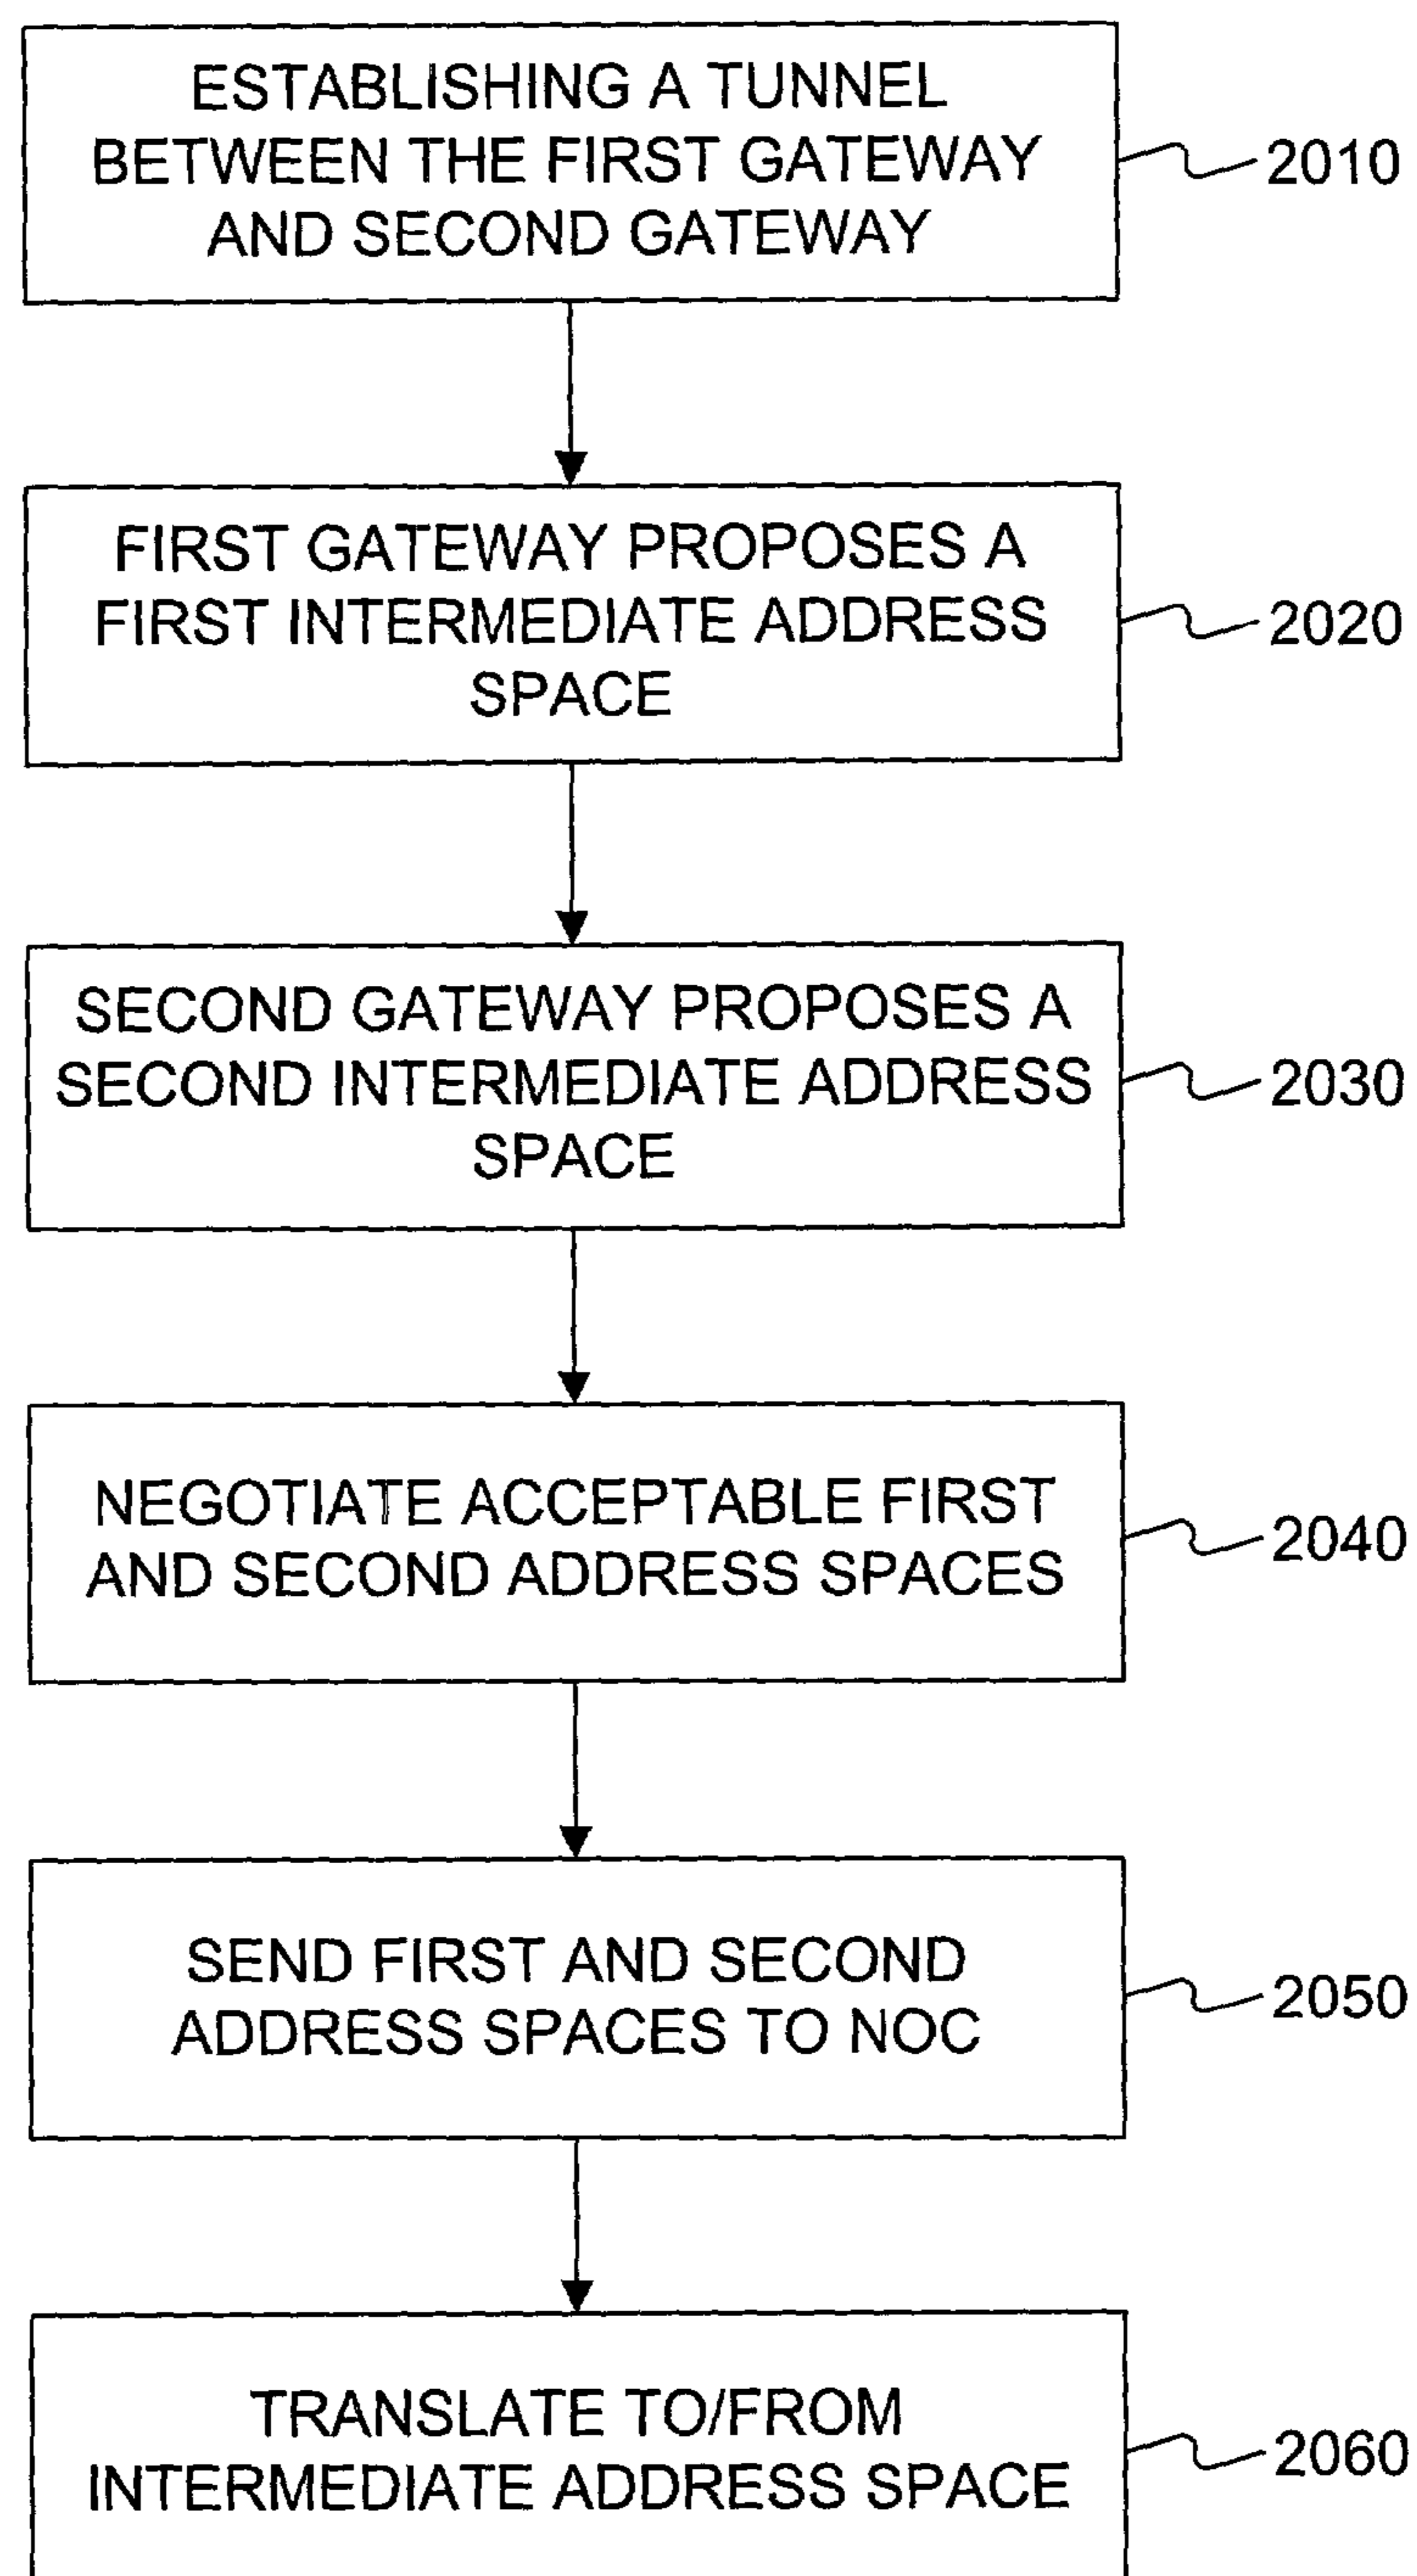 ESTABLISHING A TUNNEL
BETWEEN THE FIRST GATEWAY
AND SECOND GATEWAY
2010
FIRST GATEWAY PROPOSES A
FIRST INTERMEDIATE ADDRESS
SPACE
2020
SECOND GATEWAY PROPOSES A
SECOND INTERMEDIATE ADDRESS
SPACE
2030
NEGOTIATE ACCEPTABLE FIRST
AND SECOND ADDRESS SPACES
2040
SEND FIRST AND SECOND
ADDRESS SPACES TO NOC
2050
TRANSLATE TO/FROM
INTERMEDIATE ADDRESS SPACE
2060